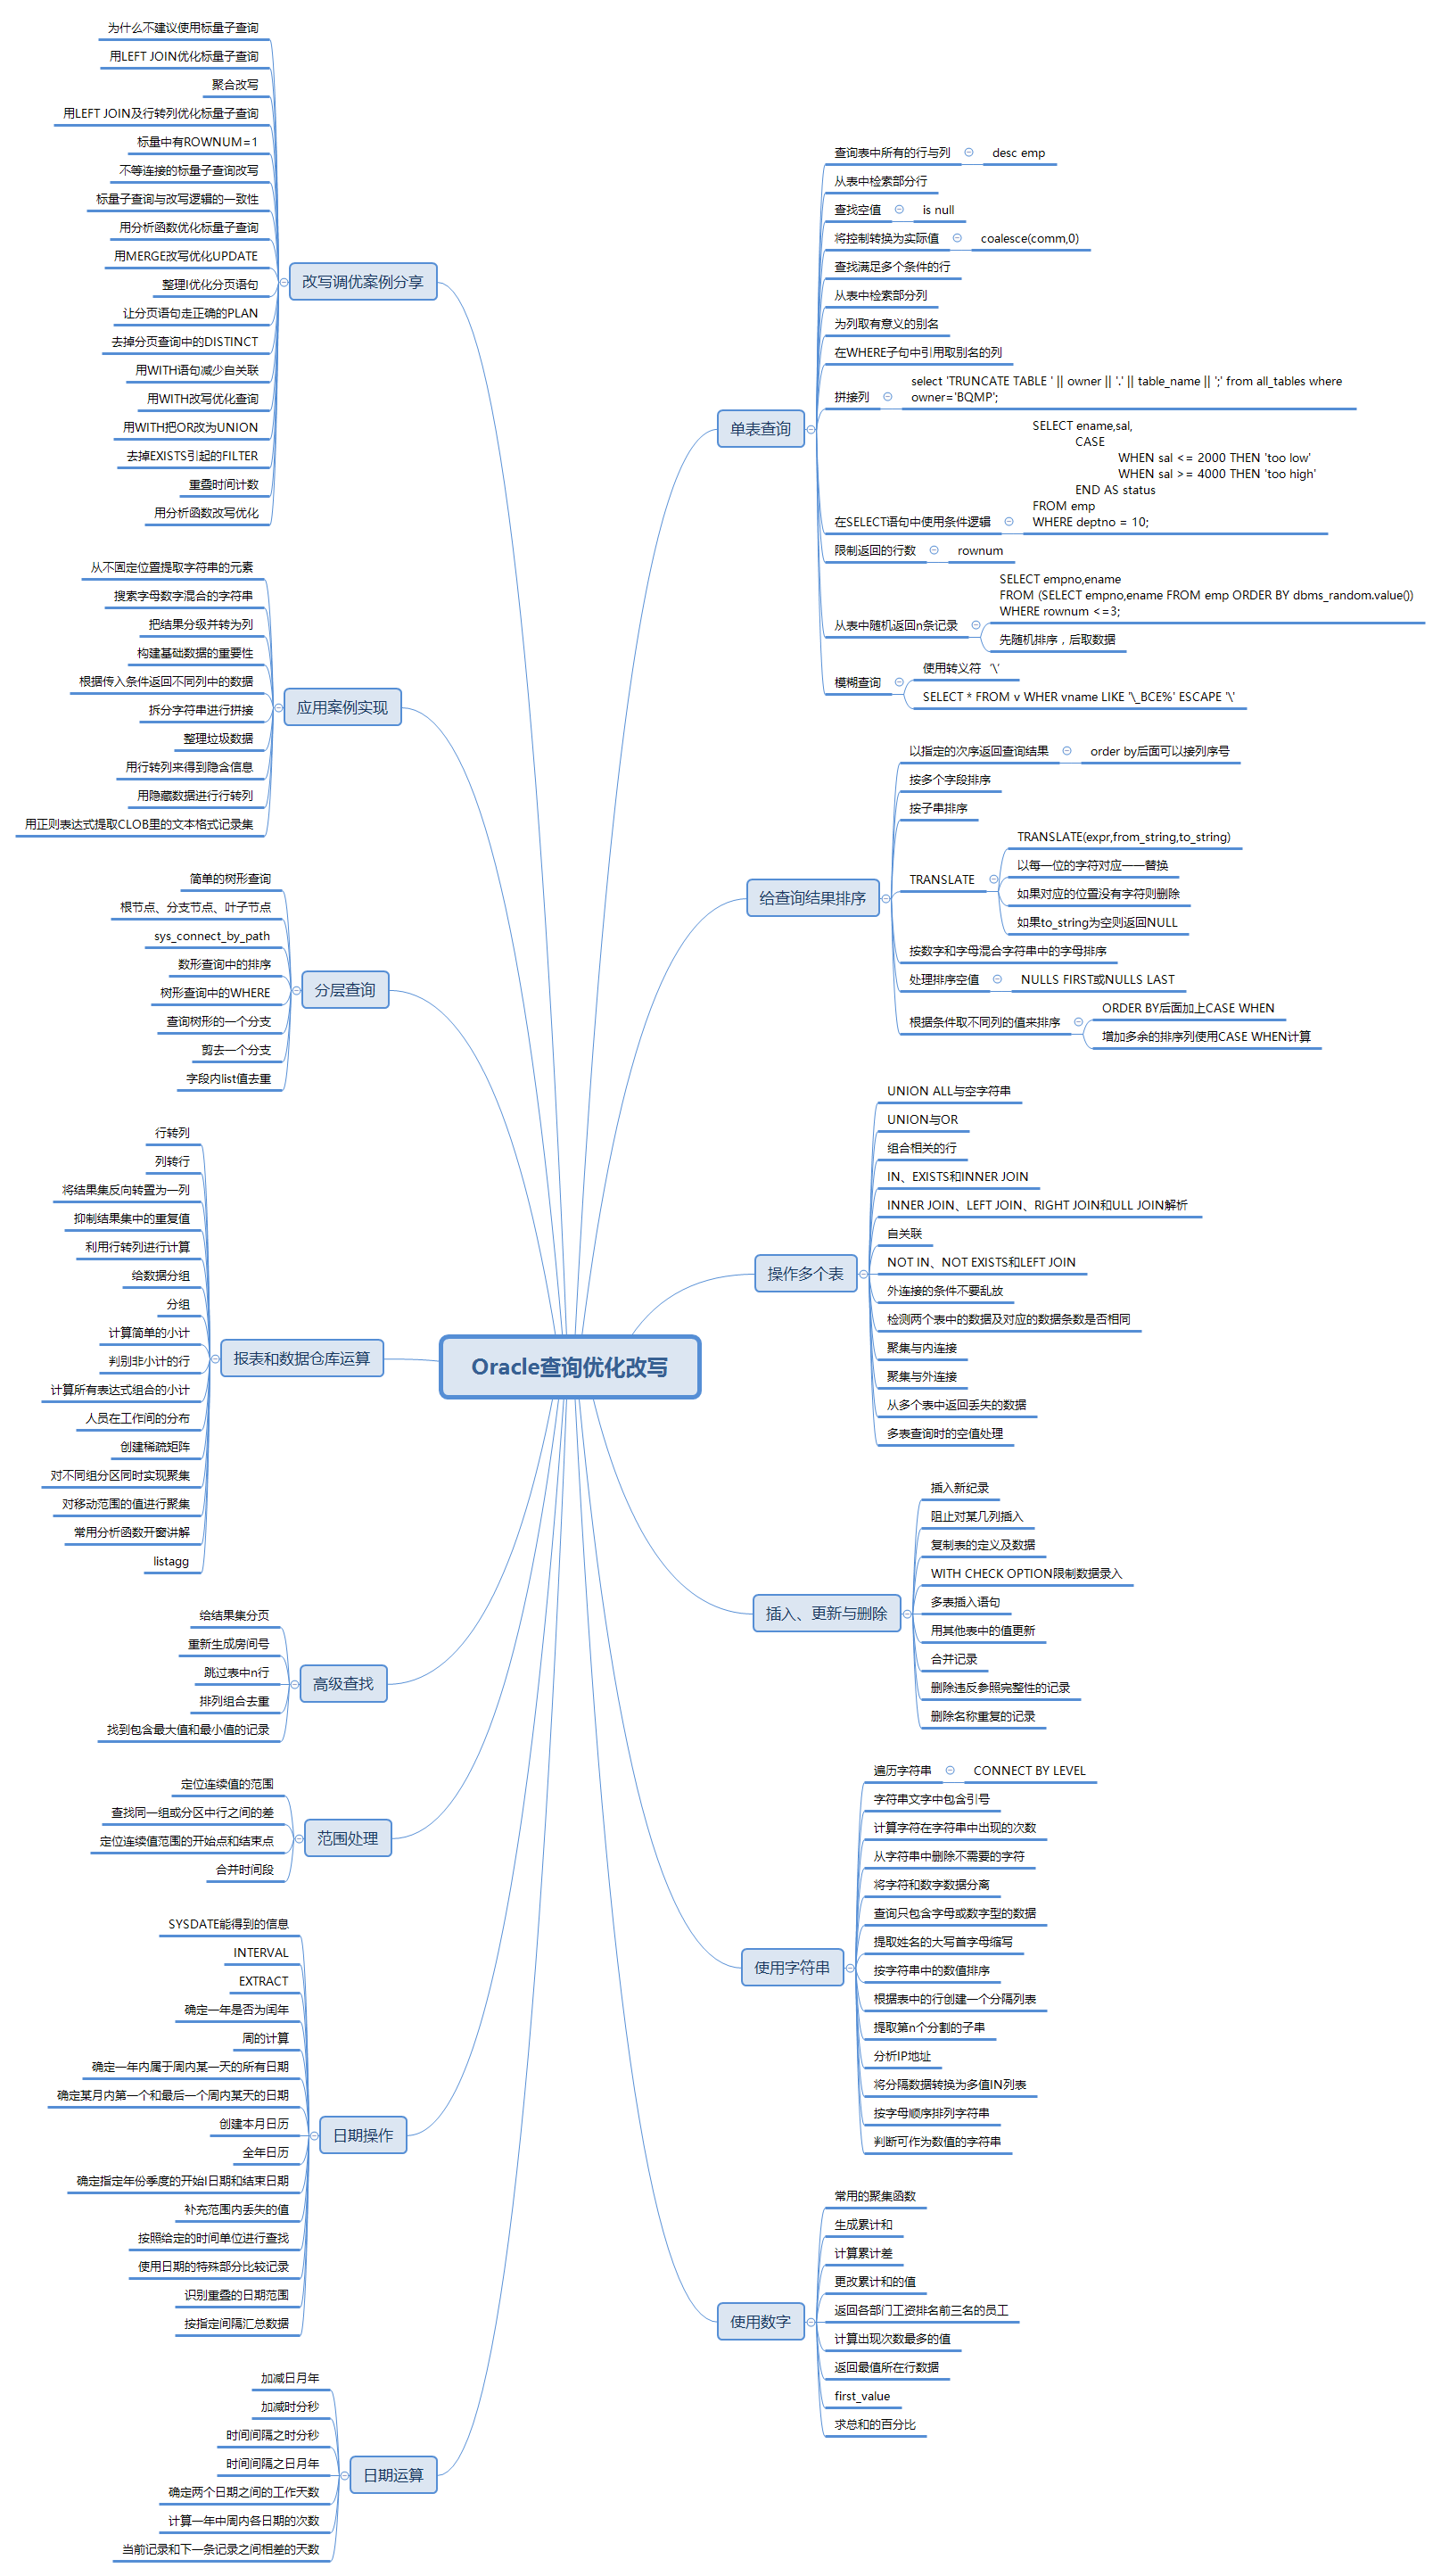 Oracle查询优化改写
单表查询
查询表中所有的行与列
desc emp
从表中检索部分行
查找空值
is null
将控制转换为实际值
coalesce(comm,0)
查找满足多个条件的行
从表中检索部分列
为列取有意义的别名
在WHERE子句中引用取别名的列
拼接列
select 'TRUNCATE TABLE ' || owner || '.' || table_name || ';' from all_tables where
owner='BQMP';
在SELECT语句中使用条件逻辑
SELECT ename,sal,
CASE
WHEN sal <= 2000 THEN 'too low'
WHEN sal >= 4000 THEN 'too high'
END AS status
FROM emp
WHERE deptno = 10;
限制返回的行数
rownum
从表中随机返回n条记录
SELECT empno,ename
FROM (SELECT empno,ename FROM emp ORDER BY dbms_random.value())
WHERE rownum <=3;
先随机排序，后取数据
模糊查询
使用转义符 '\'
SELECT * FROM v WHER vname LIKE '\_BCE%' ESCAPE '\'
给查询结果排序
以指定的次序返回查询结果
order by后面可以接列序号
按多个字段排序
按子串排序
TRANSLATE
TRANSLATE(expr,from_string,to_string)
以每一位的字符对应一一替换
如果对应的位置没有字符则删除
如果to_string为空则返回NULL
按数字和字母混合字符串中的字母排序
处理排序空值
NULLS FIRST或NULLS LAST
根据条件取不同列的值来排序
ORDER BY后面加上CASE WHEN
增加多余的排序列使用CASE WHEN计算
操作多个表
UNION ALL与空字符串
UNION与OR
组合相关的行
IN、EXISTS和INNER JOIN
INNER JOIN、LEFT JOIN、RIGHT JOIN和ULL JOIN解析
自关联
NOT IN、NOT EXISTS和LEFT JOIN
外连接的条件不要乱放
检测两个表中的数据及对应的数据条数是否相同
聚集与内连接
聚集与外连接
从多个表中返回丢失的数据
多表查询时的空值处理
插入、更新与删除
插入新纪录
阻止对某几列插入
复制表的定义及数据
WITH CHECK OPTION限制数据录入
多表插入语句
用其他表中的值更新
合并记录
删除违反参照完整性的记录
删除名称重复的记录
使用字符串
遍历字符串
CONNECT BY LEVEL
字符串文字中包含引号
计算字符在字符串中出现的次数
从字符串中删除不需要的字符
将字符和数字数据分离
查询只包含字母或数字型的数据
提取姓名的大写首字母缩写
按字符串中的数值排序
根据表中的行创建一个分隔列表
提取第n个分割的子串
分析IP地址
将分隔数据转换为多值IN列表
按字母顺序排列字符串
判断可作为数值的字符串
使用数字
常用的聚集函数
生成累计和
计算累计差
更改累计和的值
返回各部门工资排名前三名的员工
计算出现次数最多的值
返回最值所在行数据
first_value
求总和的百分比
改写调优案例分享
为什么不建议使用标量子查询
用LEFT JOIN优化标量子查询
聚合改写
用LEFT JOIN及行转列优化标量子查询
标量中有ROWNUM=1
不等连接的标量子查询改写
标量子查询与改写逻辑的一致性
用分析函数优化标量子查询
用MERGE改写优化UPDATE
整理I优化分页语句
让分页语句走正确的PLAN
去掉分页查询中的DISTINCT
用WITH语句减少自关联
用WITH改写优化查询
用WITH把OR改为UNION
去掉EXISTS引起的FILTER
重叠时间计数
用分析函数改写优化
应用案例实现
从不固定位置提取字符串的元素
搜索字母数字混合的字符串
把结果分级并转为列
构建基础数据的重要性
根据传入条件返回不同列中的数据
拆分字符串进行拼接
整理垃圾数据
用行转列来得到隐含信息
用隐藏数据进行行转列
用正则表达式提取CLOB里的文本格式记录集
分层查询
简单的树形查询
根节点、分支节点、叶子节点
sys_connect_by_path
数形查询中的排序
树形查询中的WHERE
查询树形的一个分支
剪去一个分支
字段内list值去重
报表和数据仓库运算
行转列
列转行
将结果集反向转置为一列
抑制结果集中的重复值
利用行转列进行计算
给数据分组
分组
计算简单的小计
判别非小计的行
计算所有表达式组合的小计
人员在工作间的分布
创建稀疏矩阵
对不同组分区同时实现聚集
对移动范围的值进行聚集
常用分析函数开窗讲解
listagg
高级查找
给结果集分页
重新生成房间号
跳过表中n行
排列组合去重
找到包含最大值和最小值的记录
范围处理
定位连续值的范围
查找同一组或分区中行之间的差
定位连续值范围的开始点和结束点
合并时间段
日期操作
SYSDATE能得到的信息
INTERVAL
EXTRACT
确定一年是否为闰年
周的计算
确定一年内属于周内某一天的所有日期
确定某月内第一个和最后一个周内某天的日期
创建本月日历
全年日历
确定指定年份季度的开始I日期和结束日期
补充范围内丢失的值
按照给定的时间单位进行查找
使用日期的特殊部分比较记录
识别重叠的日期范围
按指定间隔汇总数据
日期运算
加减日月年
加减时分秒
时间间隔之时分秒
时间间隔之日月年
确定两个日期之间的工作天数
计算一年中周内各日期的次数
当前记录和下一条记录之间相差的天数